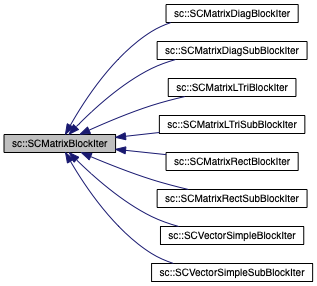 sc::SCMatrixDiagBlockIter
sc::SCMatrixDiagSubBlockIter
sc::SCMatrixLTriBlockIter
sc::SCMatrixLTriSubBlockIter
sc::SCMatrixBlockIter
sc::SCMatrixRectBlockIter
sc::SCMatrixRectSubBlockIter
sc::SCVectorSimpleBlockIter
sc::SCVectorSimpleSubBlockIter